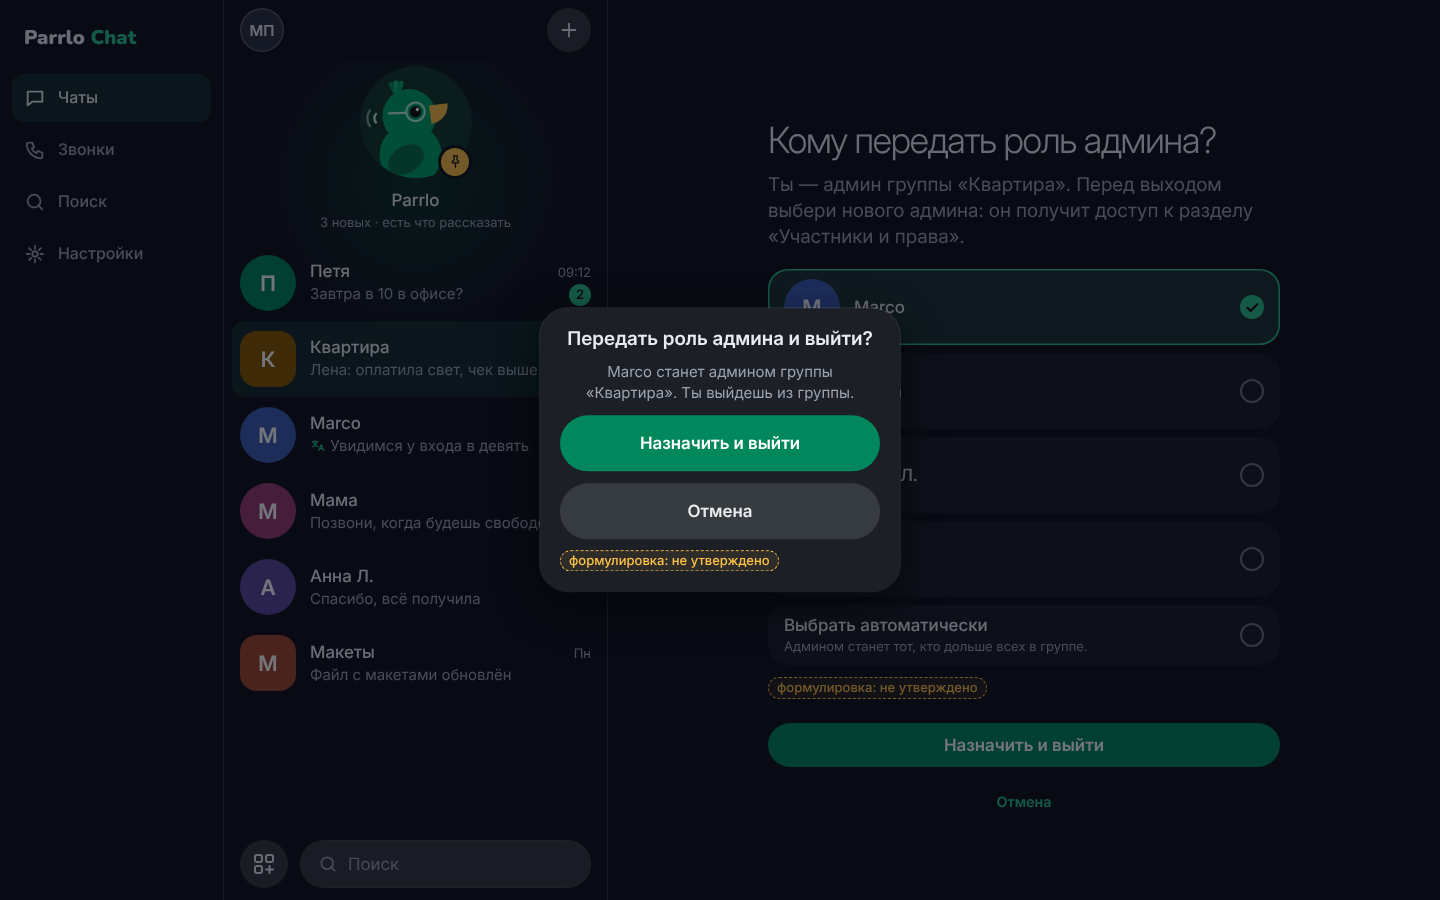 Parrlo Chat
Чаты
Звонки
Поиск
Настройки
МП
Parrlo
3 новых · есть что рассказать
П
Петя
09:12
Завтра в 10 в офисе?
2
К
Квартира
Лена: оплатила свет, чек выше
M
Marco
Увидимся у входа в девять
М
Мама
Позвони, когда будешь свобод
А
Анна Л.
Спасибо, всё получила
М
Макеты
Пн
Файл с макетами обновлён
Поиск
Кому передать роль админа?
Ты — админ группы «Квартира». Перед выходом
выбери нового админа: он получит доступ к разделу
«Участники и права».
M
Marco
Л.
Выбрать автоматически
Админом станет тот, кто дольше всех в группе.
формулировка: не утверждено
Назначить и выйти
Отмена
Передать роль админа и выйти?
Marco станет админом группы
«Квартира». Ты выйдешь из группы.
Назначить и выйти
Отмена
формулировка: не утверждено